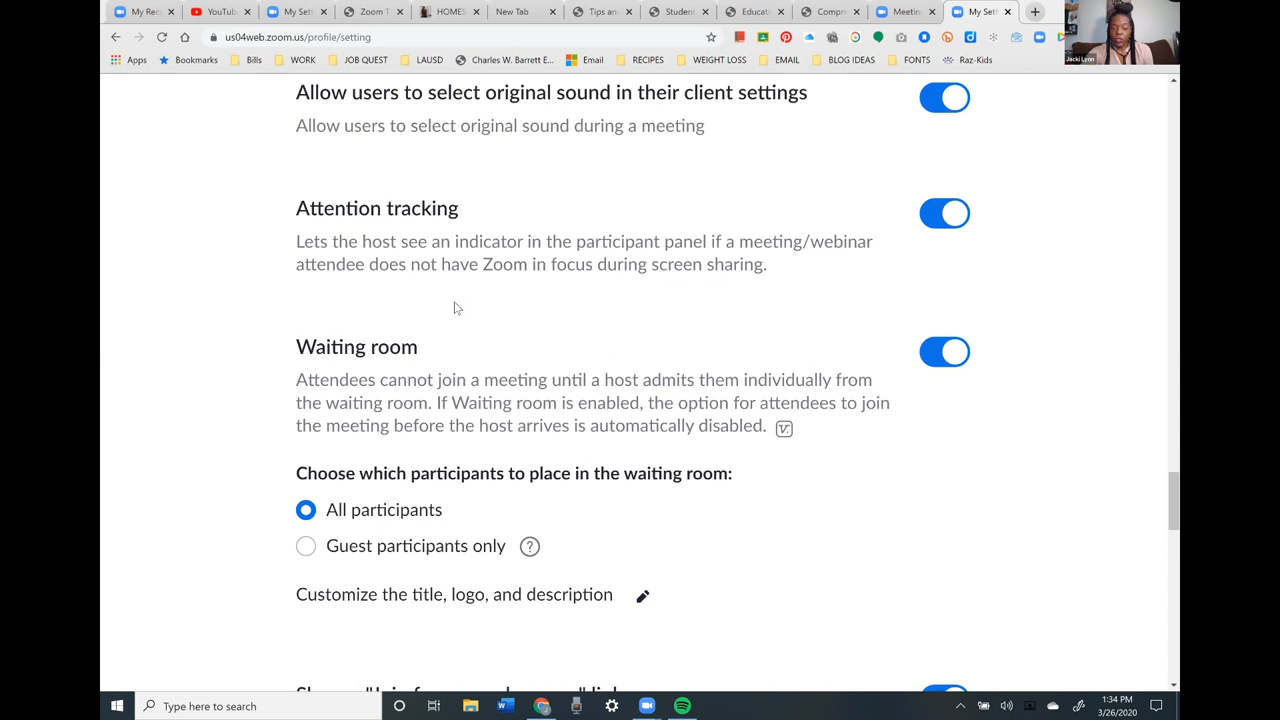 My Rec
YouTub
My Sett
Zoom T
HOMES
New Tab
Tips an
Student
Educati
Compre
Meetin
My Sett
us04web.zoom.us/profile/setting
Apps
Bookmarks
Bills
WORK
JOB QUEST
LAUSD
Charles W. Barrett E...
Email
RECIPES
WEIGHT LOSS
EMAIL
BLOG IDEAS
FONTS
Raz-Kids
Jacki Lynn
Allow users to select original sound in their client settings
Allow users to select original sound during a meeting
Attention tracking
Lets the host see an indicator in the participant panel if a meeting/webinar
attendee does not have Zoom in focus during screen sharing.
Waiting room
Attendees cannot join a meeting until a host admits them individually from
the waiting room. If Waiting room is enabled, the option for attendees to join
the meeting before the host arrives is automatically disabled.
Choose which participants to place in the waiting room:
All participants
Guest participants only
Customize the title, logo, and description
Type here to search
1:34 PM
3/26/2020